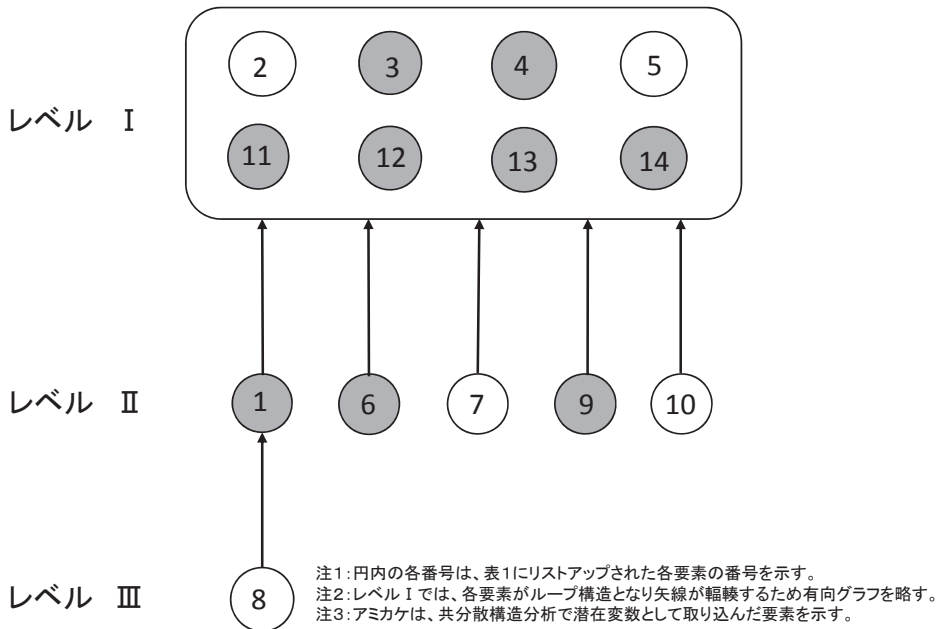 2 3 4 5
レベル Ⅰ
11 12 13 14
レベル Ⅱ
1 6 7 9 10
レベル Ⅲ
8
注1:円内の各番号は、表1にリストアップされた各要素の番号を示す。
注2:レベルⅠでは、各要素がループ構造となり矢線が輻輳するため有向グラフを略す。
注3:アミカケは、共分散構造分析で潜在変数として取り込んだ要素を示す。